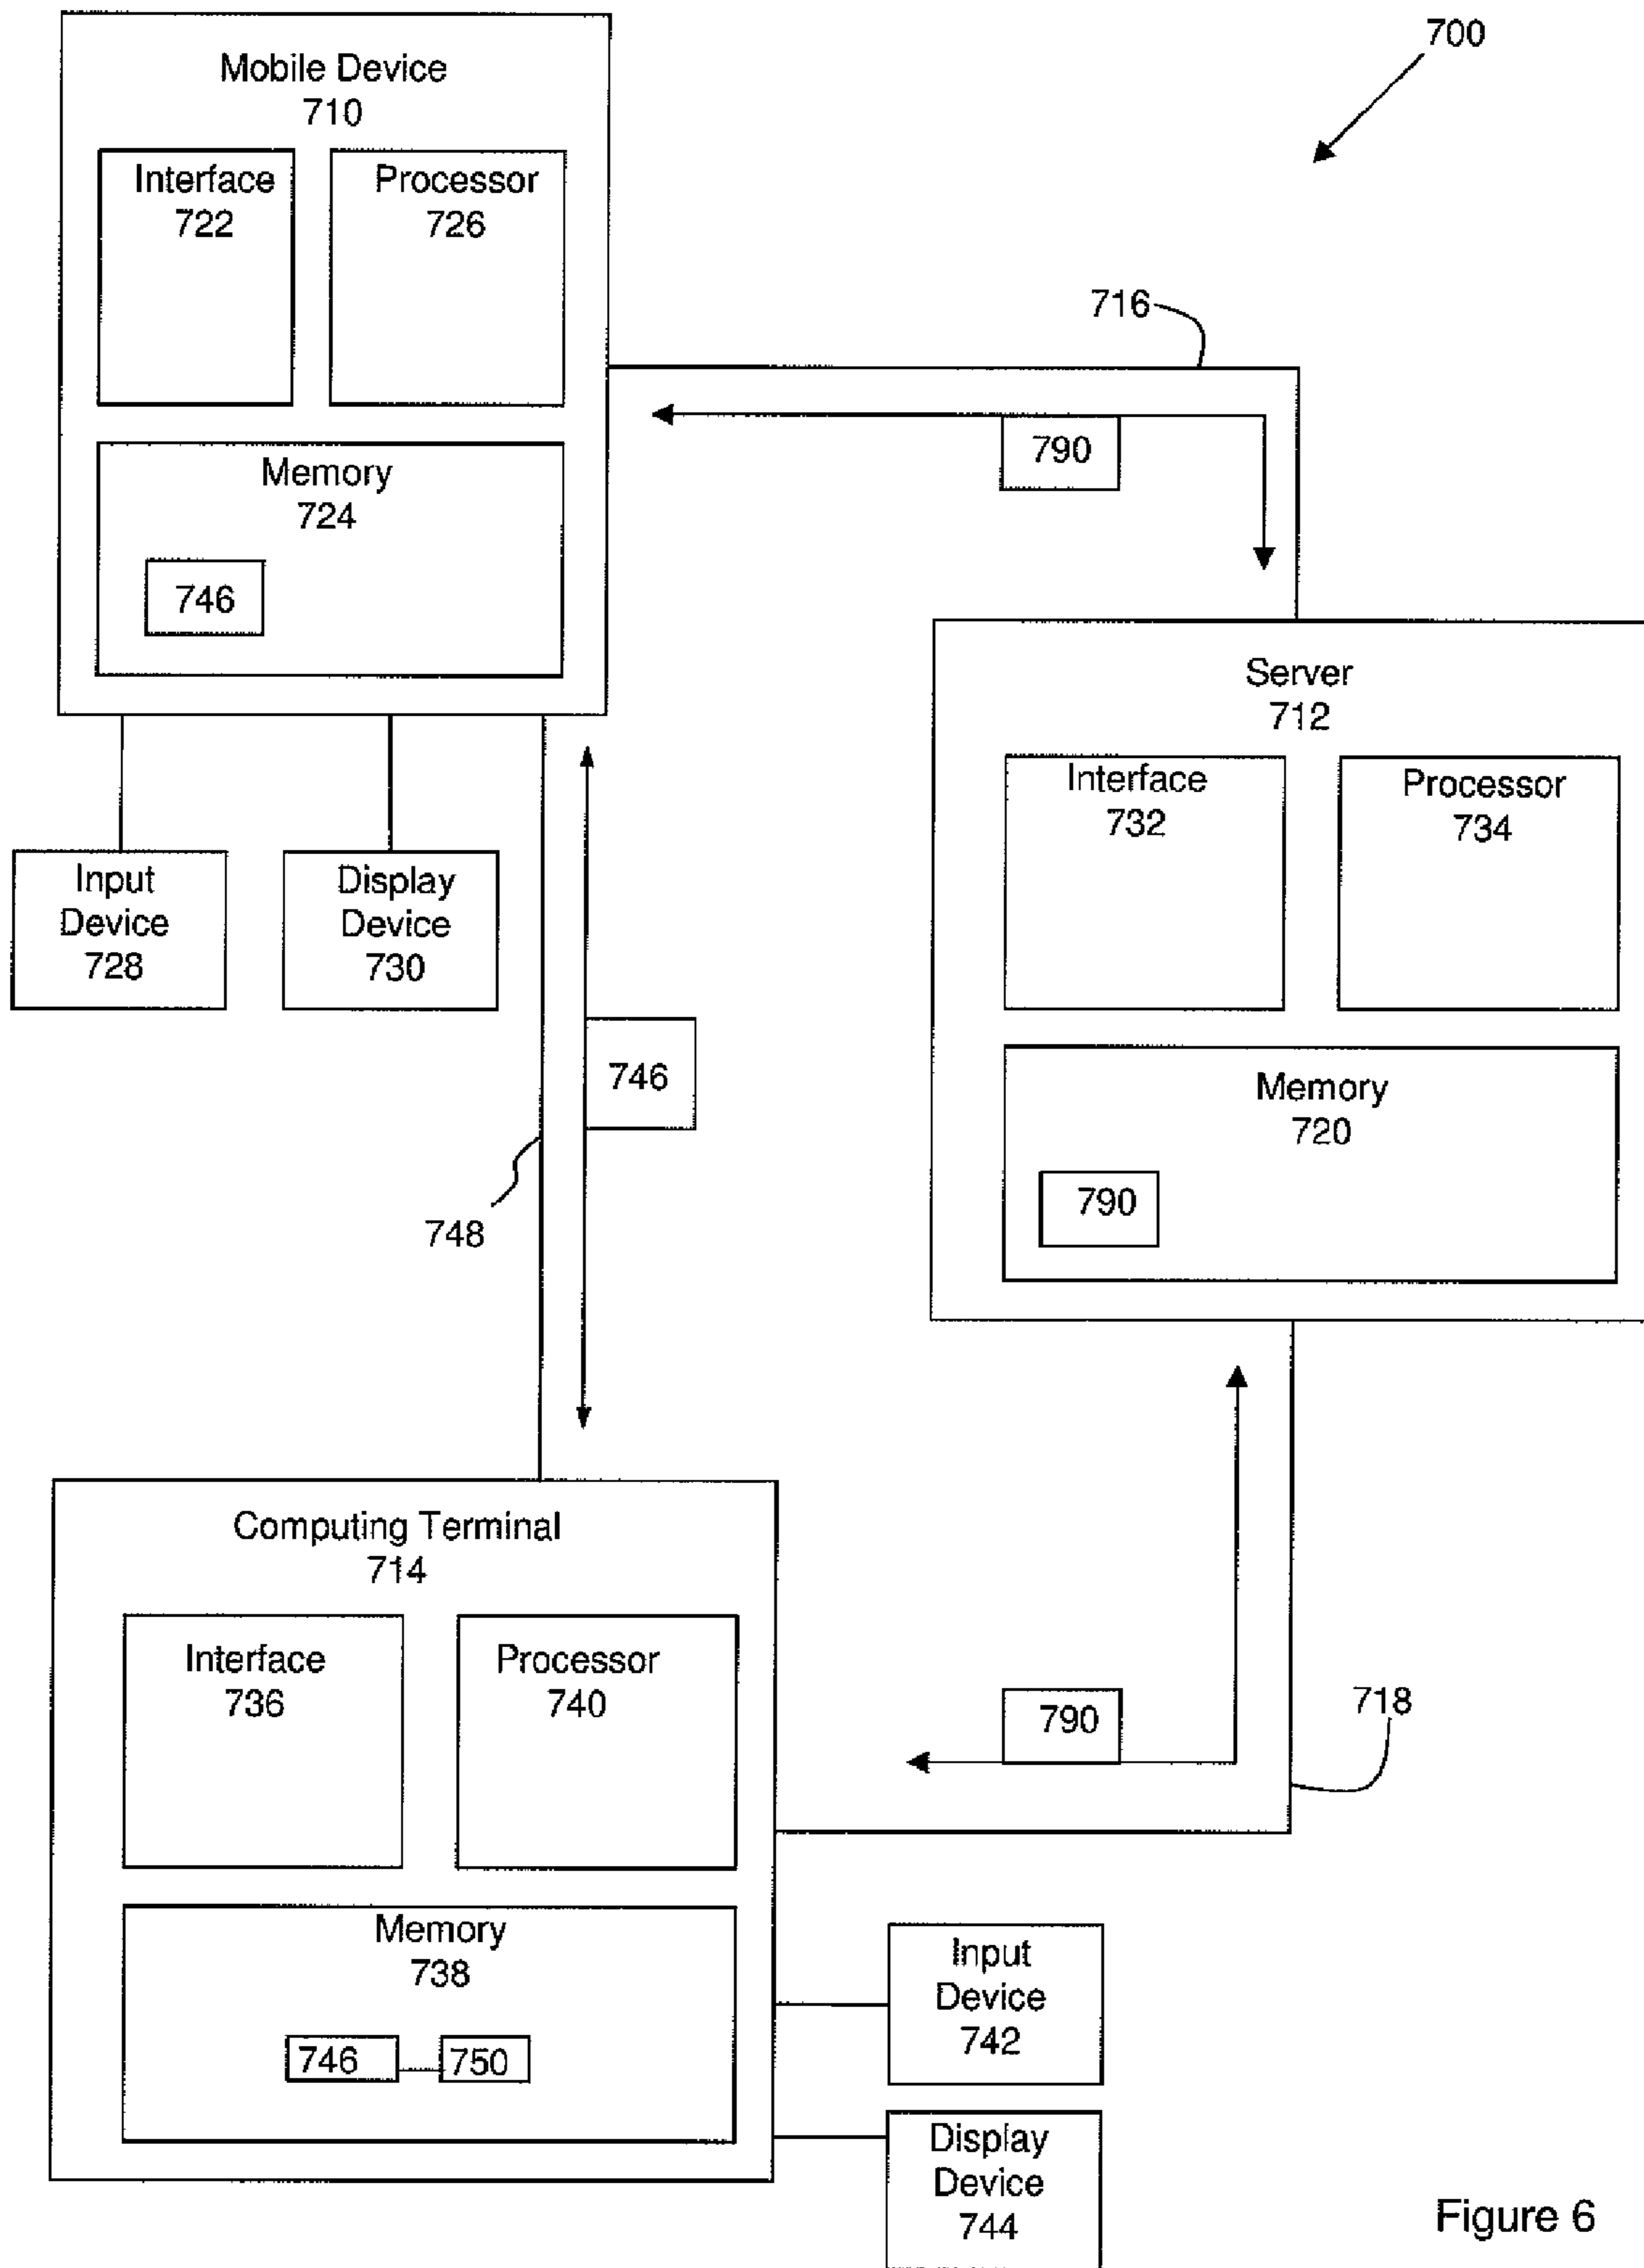 700
Mobile Device
710
Interface
722
Processor
726
716
790
Memory
724
746
Server
712
Interface
732
Processor
734
Input
Device
728
Display
Device
730
746
Memory
720
790
748
Computing Terminal
714
Interface
736
Processor
740
790
718
Memory
738
746
750
Input
Device
742
Display
Device
744
Figure 6